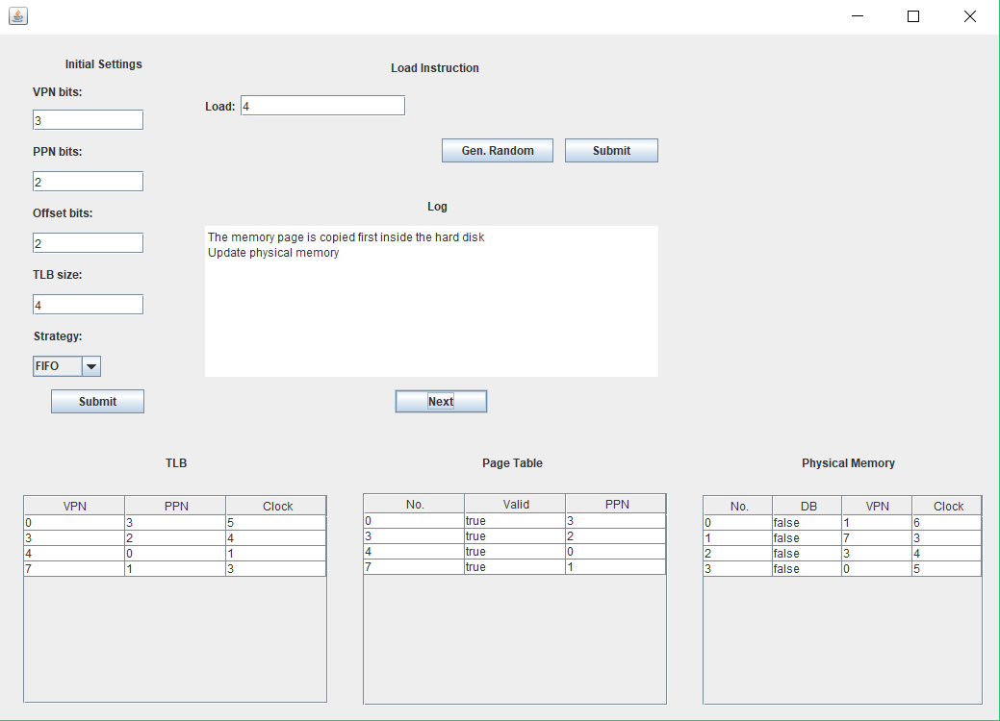 Initial Settings
Load Instruction
VPN bits:
3
Load: 4
PPN bits:
2
Gen. Random Submit
Offset bits:
2
Log
The memory page is copied first inside the hard disk
Update physical memory
TLB size:
4
Strategy:
FIFO
Submit
Next
TLB
VPN PPN Clock
0 3 5
3 2 4
4 0 1
7 1 3
Page Table
No. Valid PPN
0 true 3
3 true 2
4 true 0
7 true 1
Physical Memory
No. DB VPN Clock
0 false 1 6
1 false 7 3
2 false 3 4
3 false 0 5